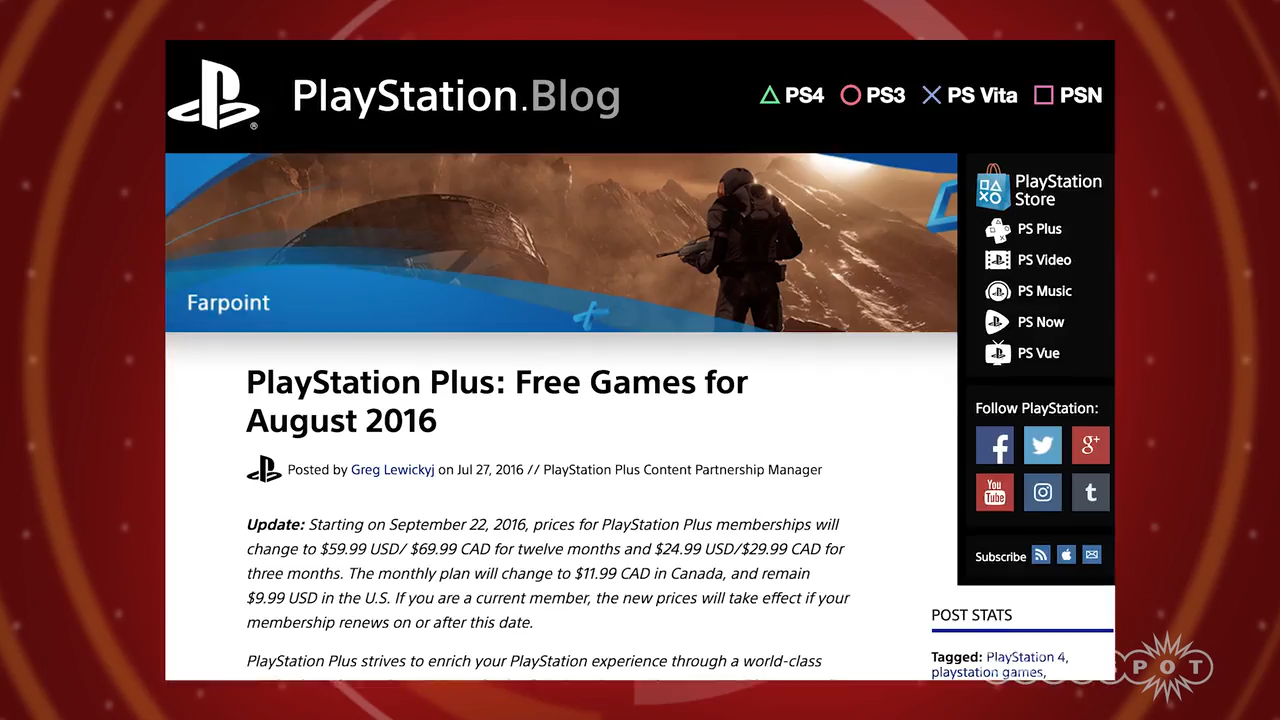 PlayStation.Blog
PS4 PS3 PS Vita PSN
Farpoint
PlayStation
Store
PS Plus
PS Video
PS Music
PS Now
PS Vue
Follow PlayStation:
f
g+
You
Tube
t
Subscribe
PlayStation Plus: Free Games for
August 2016
Posted by Greg Lewickyj on Jul 27, 2016 // PlayStation Plus Content Partnership Manager
Update: Starting on September 22, 2016, prices for PlayStation Plus memberships will
change to $59.99 USD/ $69.99 CAD for twelve months and $24.99 USD/$29.99 CAD for
three months. The monthly plan will change to $11.99 CAD in Canada, and remain
$9.99 USD in the U.S. If you are a current member, the new prices will take effect if your
membership renews on or after this date.
PlayStation Plus strives to enrich your PlayStation experience through a world-class
POST STATS
Tagged: PlayStation 4,
playstation games,
SPOT